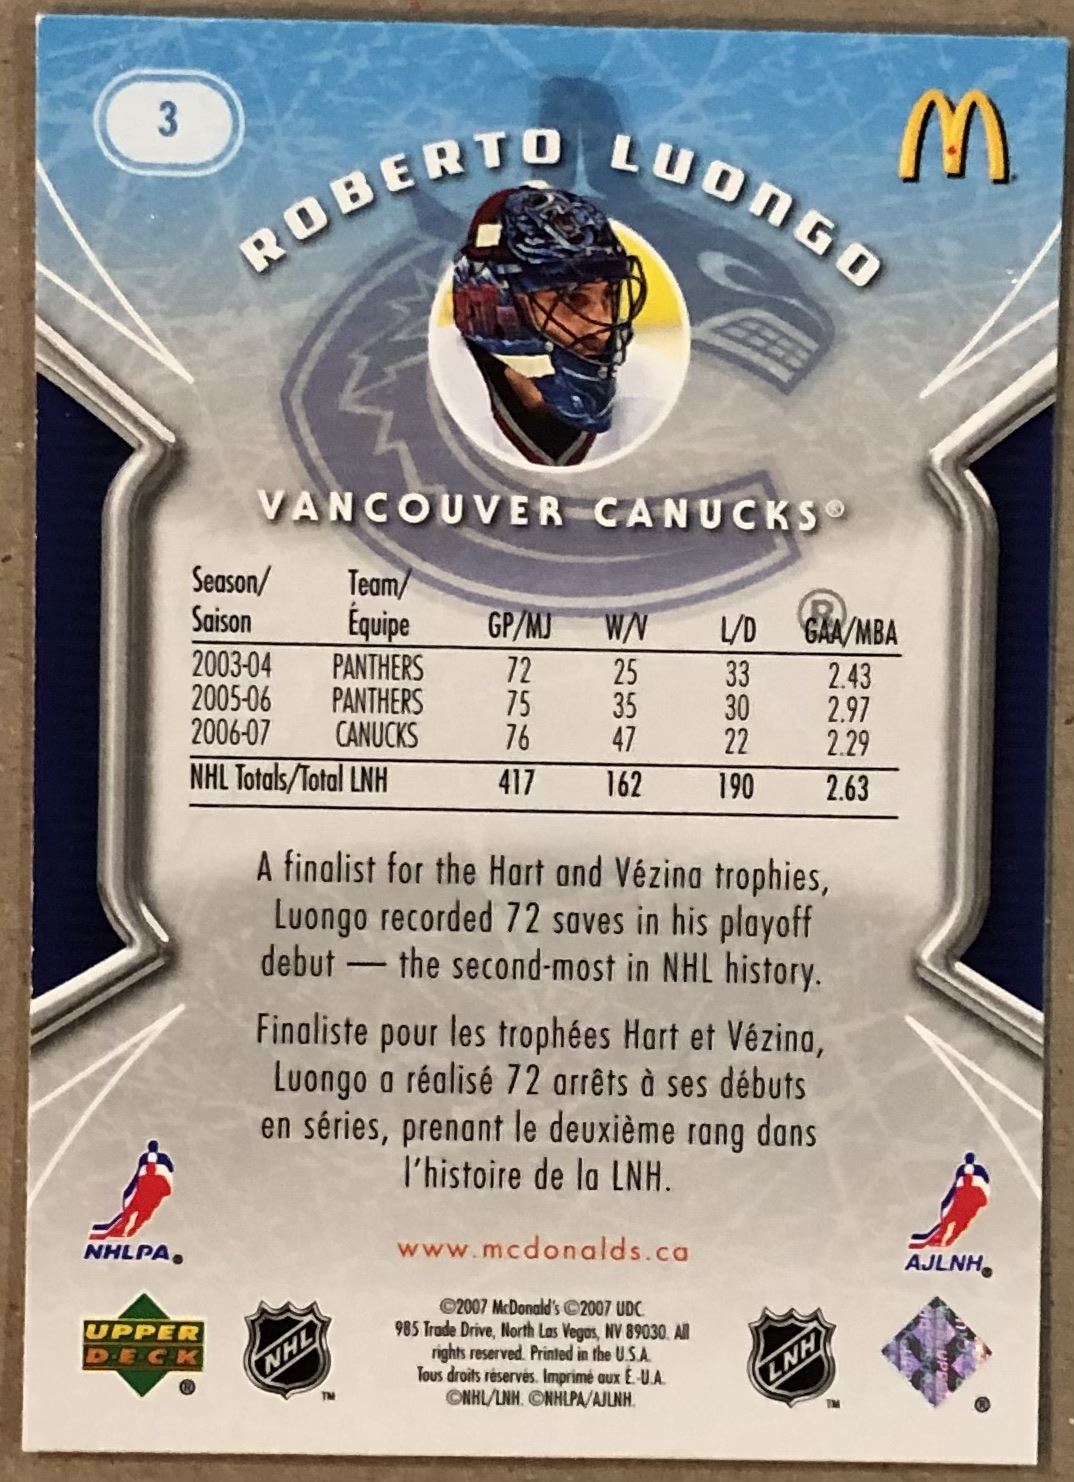 3
ROBERTO LUONGO
VANCOUVER CANUCKS®
Season/ Team/
Saison Équipe GP/MJ W/V L/D GAA/MBA
2003-04 PANTHERS 72 25 33 2.43
2005-06 PANTHERS 75 35 30 2.97
2006-07 CANUCKS 76 47 22 2.29
NHL Totals/Total LNH 417 162 190 2.63
A finalist for the Hart and Vézina trophies,
Luongo recorded 72 saves in his playoff
debut — the second-most in NHL history.
Finaliste pour les trophées Hart et Vézina,
Luongo a réalisé 72 arrêts à ses débuts
en séries, prenant le deuxième rang dans
l'histoire de la LNH.
NHLPA®
www.mcdonalds.ca
AJLNH®
UPPER
DECK®
NHL™
©2007 McDonald's ©2007 UDC.
985 Trade Drive, North Las Vegas, NV 89030. All
rights reserved. Printed in the U.S.A.
Tous droits réservés. Imprimé aux É.-U.A.
©NHL/LNH. ©NHLPA/AJLNH.
LNH™
®